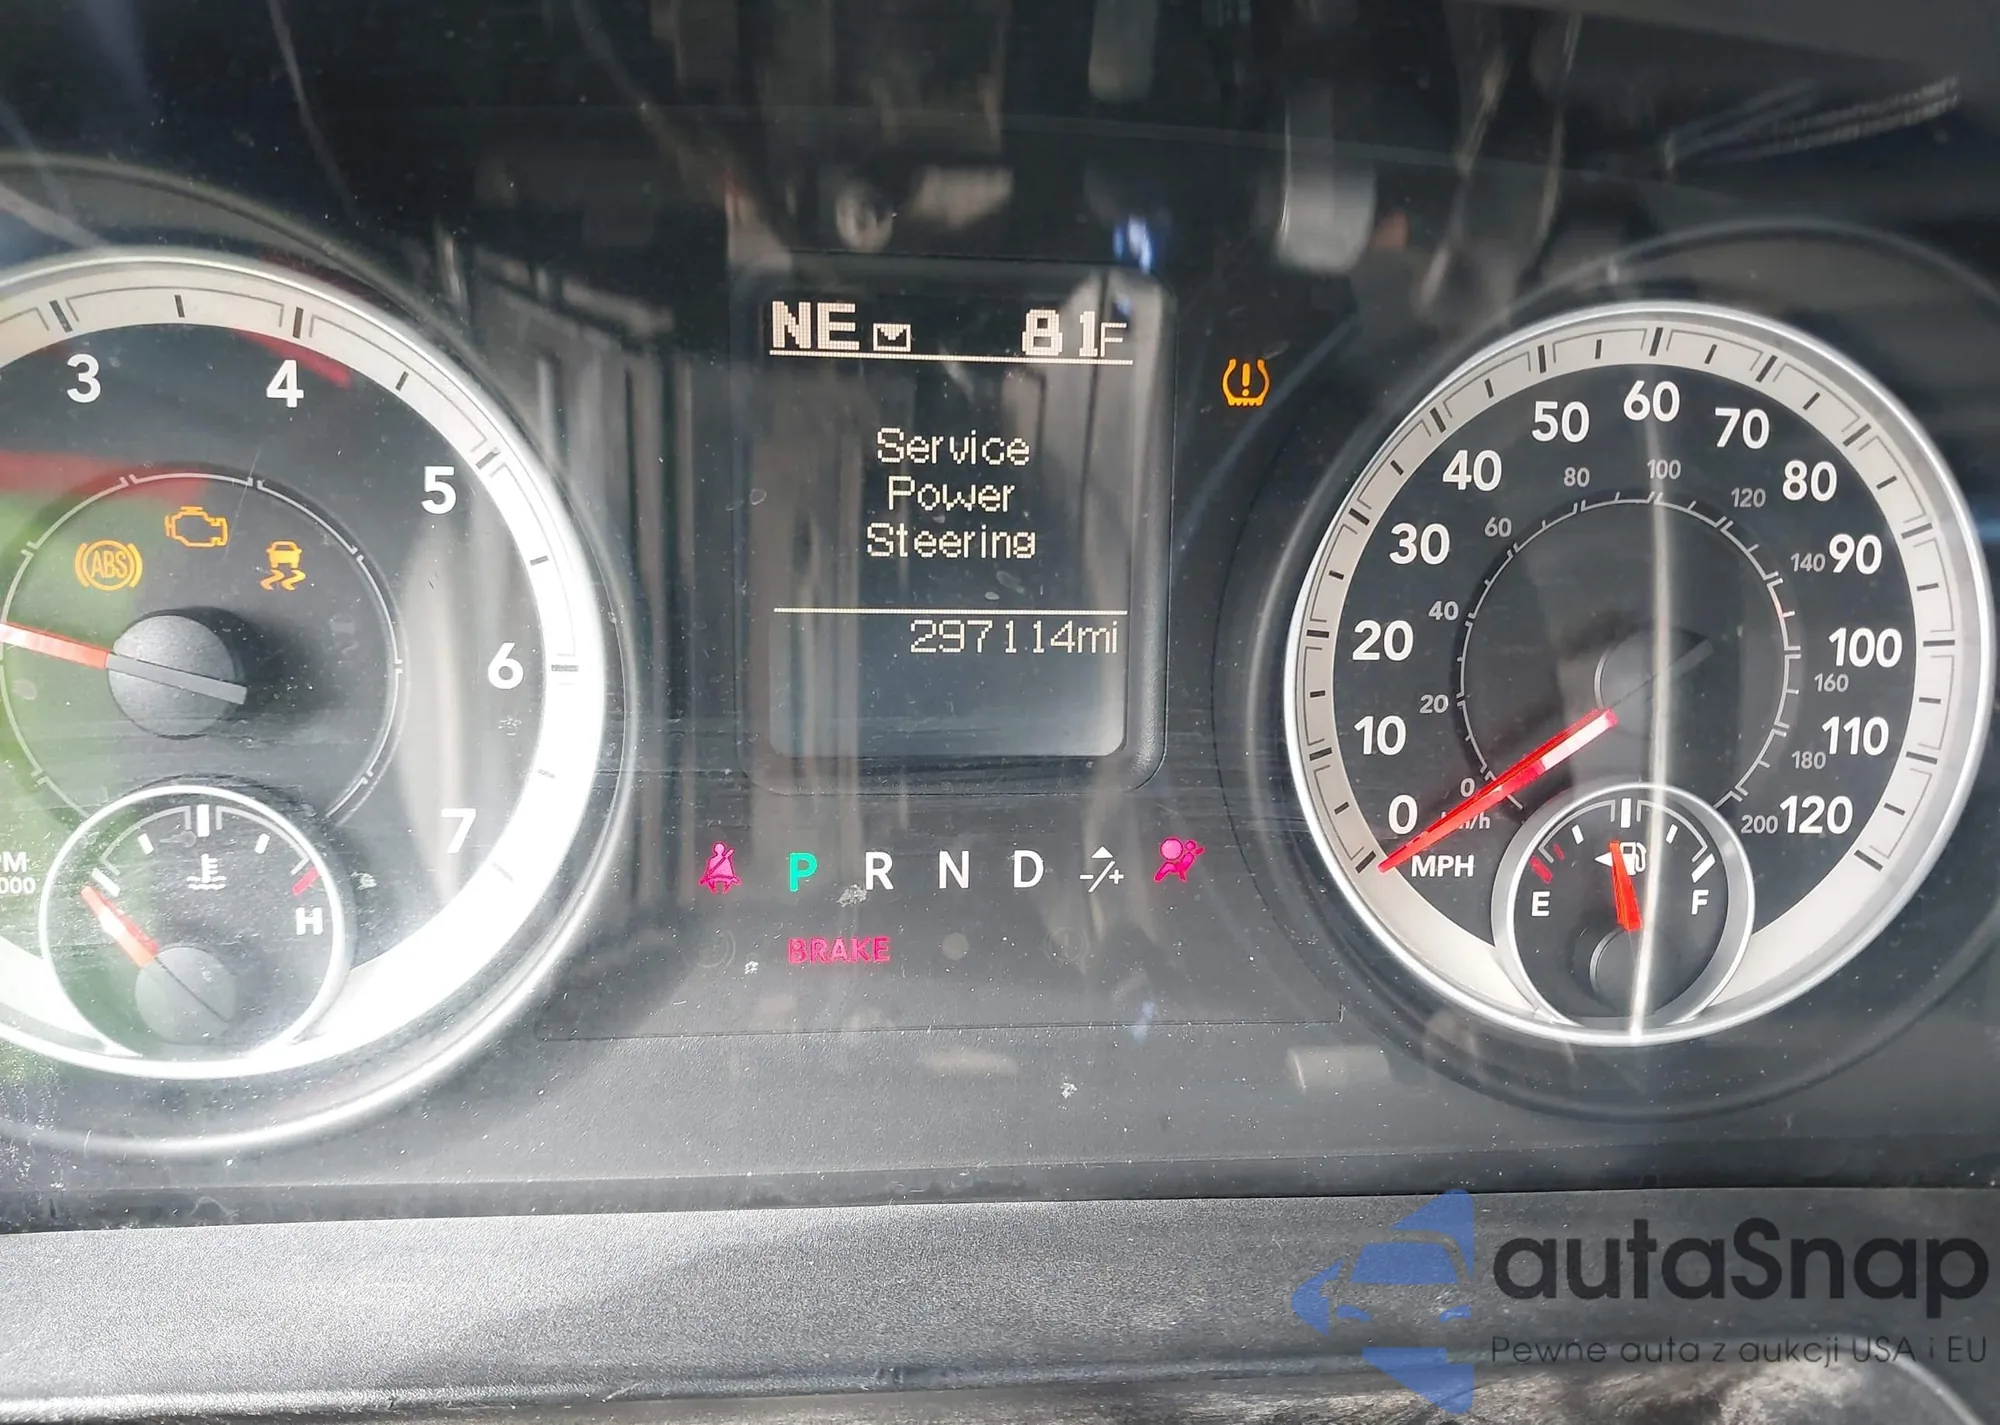 NE 81F
Service
Power
Steering
297114mi
3
4
5
6
7
ABS
H
P R N D -/+
BRAKE
0
10
20
30
40
50
60
70
80
90
100
110
120
MPH
0
20
40
60
80
100
120
140
160
180
200
E F
autaSnap
Pewne auta z aukcji USA i EU